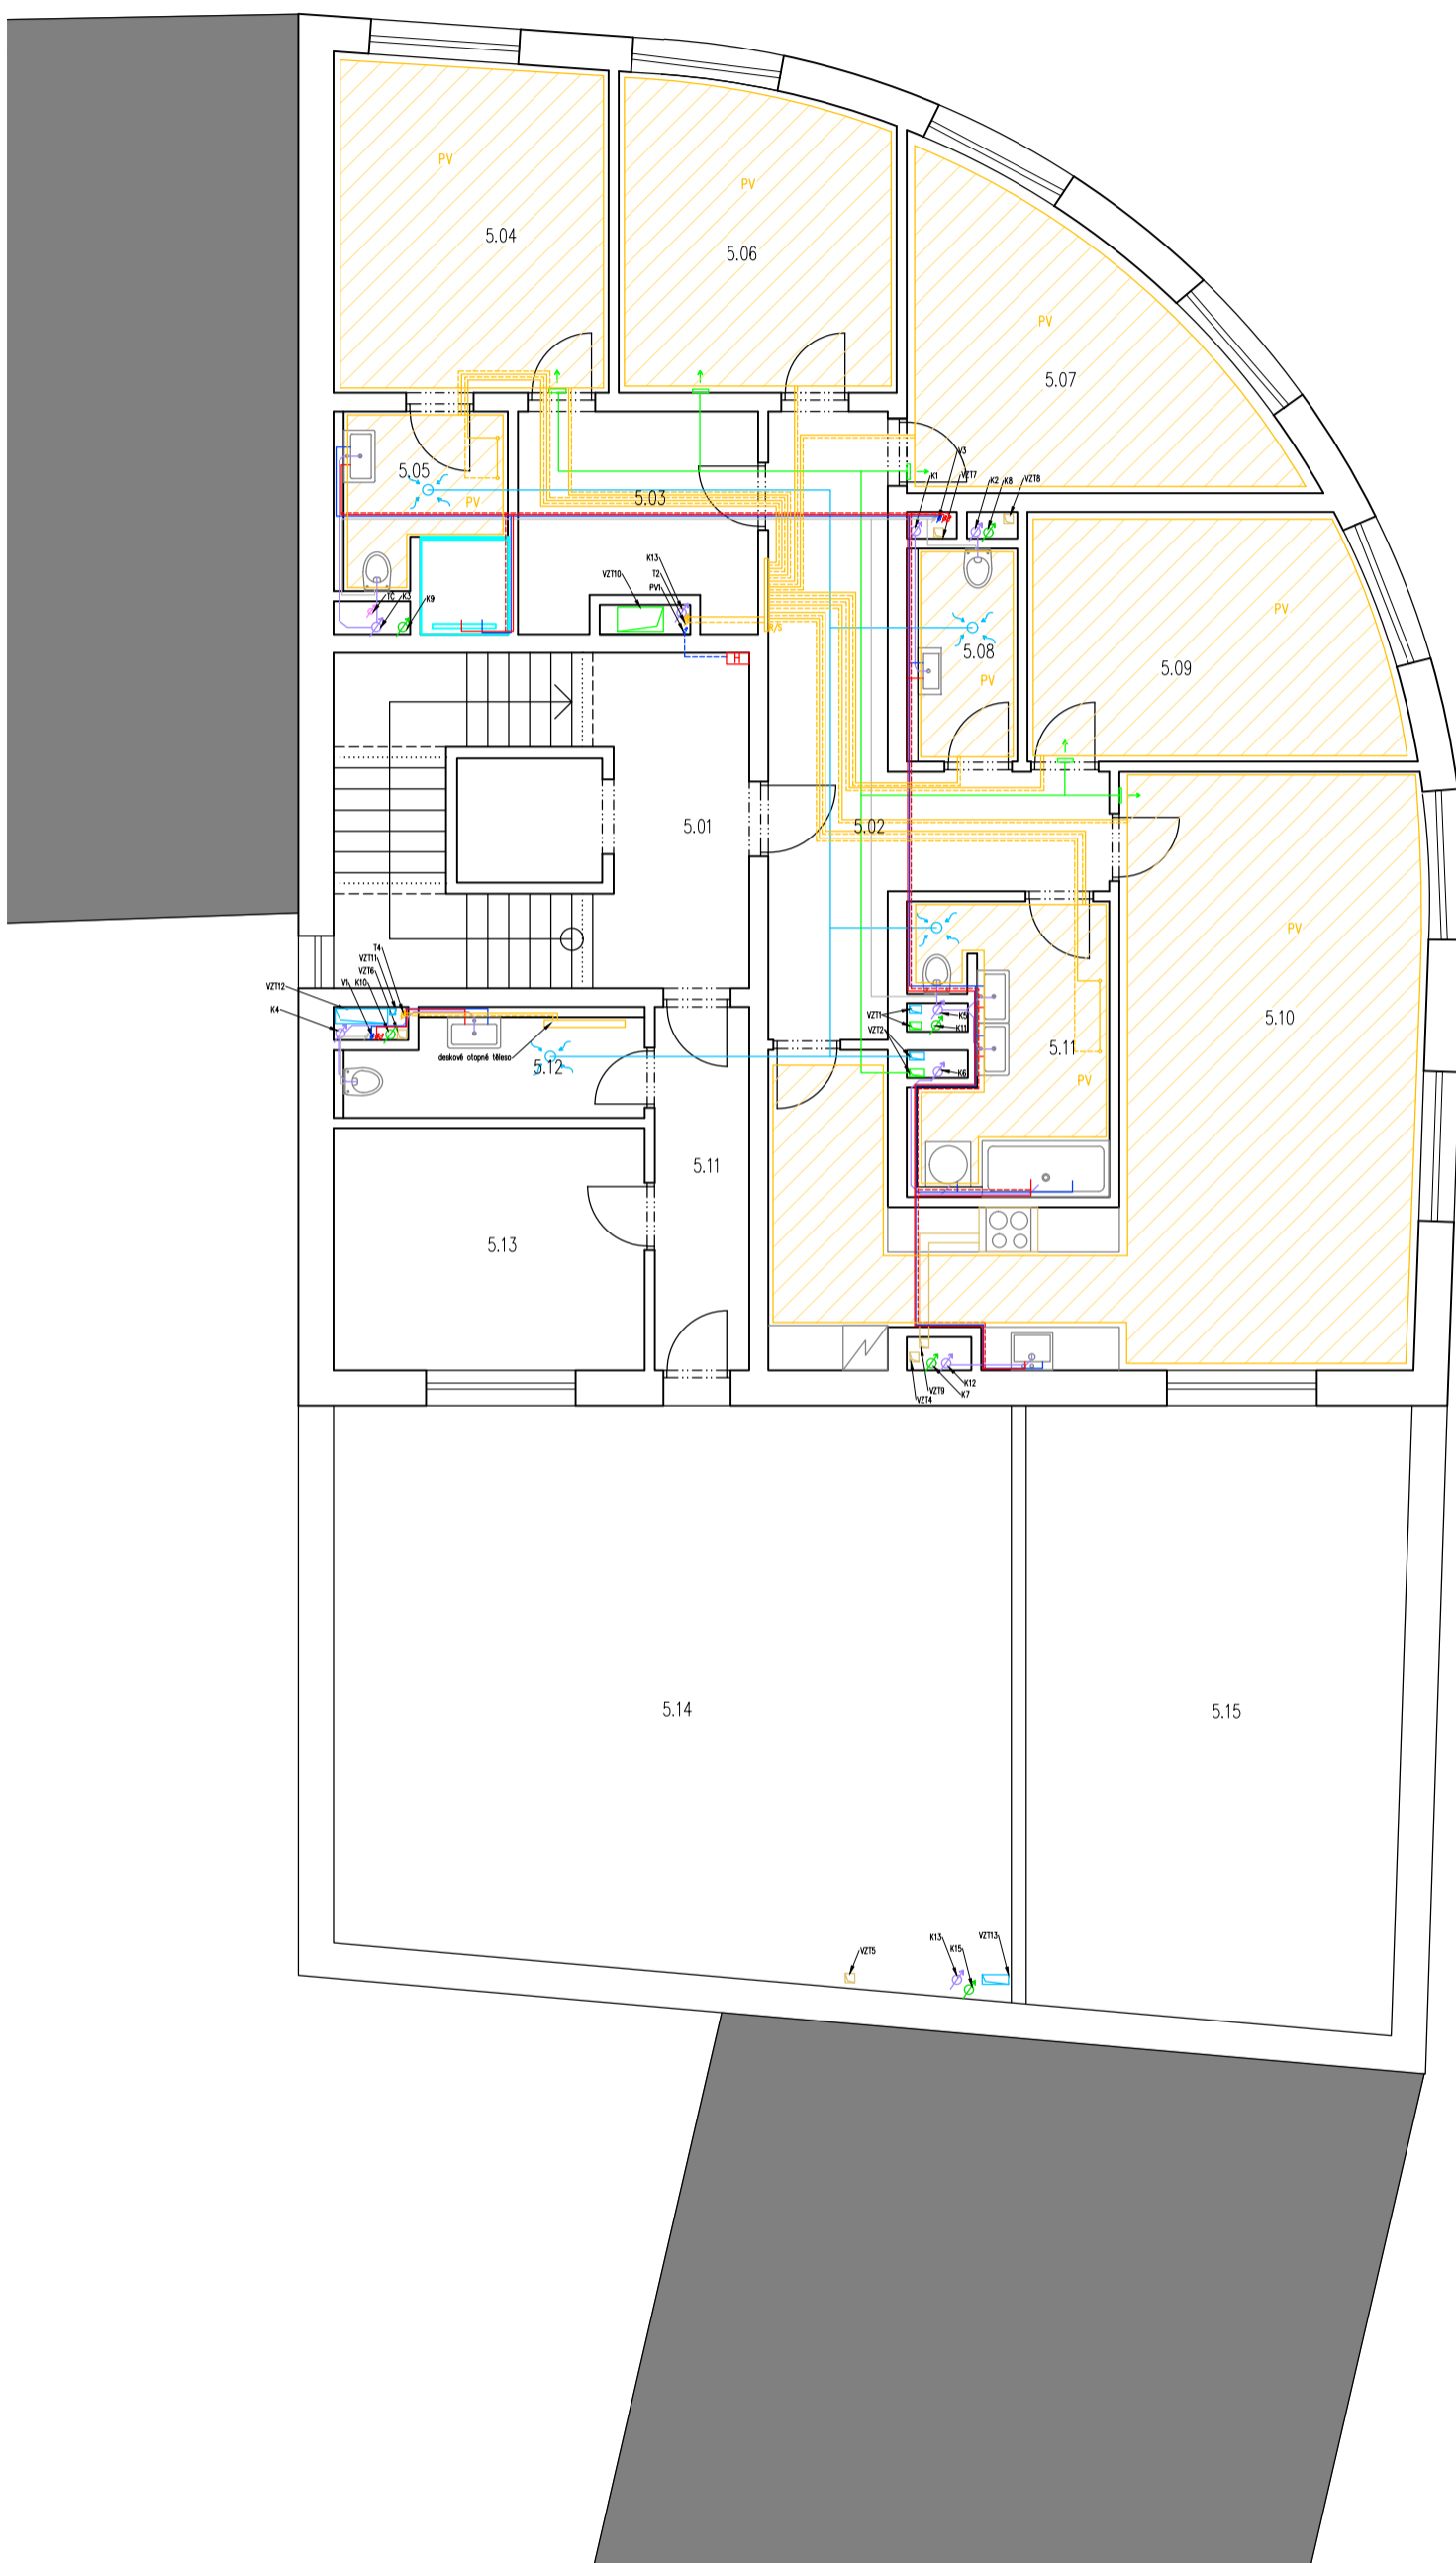 PV
5.04
PV
5.06
PV
5.07
5.05
PV
5.03
V3
VZT7
K1
K2
K8
VZT8
K13
T2
PV1
VZT10
TČ
K3
K9
R/S
H
5.08
PV
PV
5.09
5.01
5.02
PV
5.10
T4
VZT11
VZT6
K10
V1
VZT12
K4
deskové otopné těleso
5.12
VZT1
VZT2
K5
K11
K6
5.11
PV
5.11
5.13
K12
K7
VZT9
VZT4
5.14
5.15
VZT5
K13
K15
VZT13